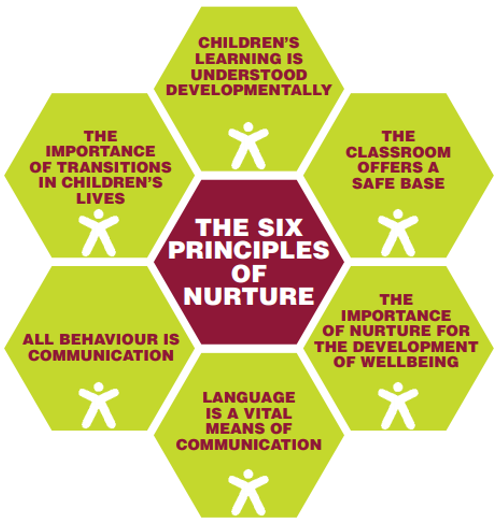 CHILDREN'S
LEARNING IS
UNDERSTOOD
DEVELOPMENTALLY
THE
CLASSROOM
OFFERS A
SAFE BASE
THE
IMPORTANCE
OF NURTURE FOR
THE DEVELOPMENT
OF WELLBEING
LANGUAGE
IS A VITAL
MEANS OF
COMMUNICATION
ALL BEHAVIOUR IS
COMMUNICATION
THE
IMPORTANCE
OF TRANSITIONS
IN CHILDREN'S
LIVES
THE SIX
PRINCIPLES
OF
NURTURE